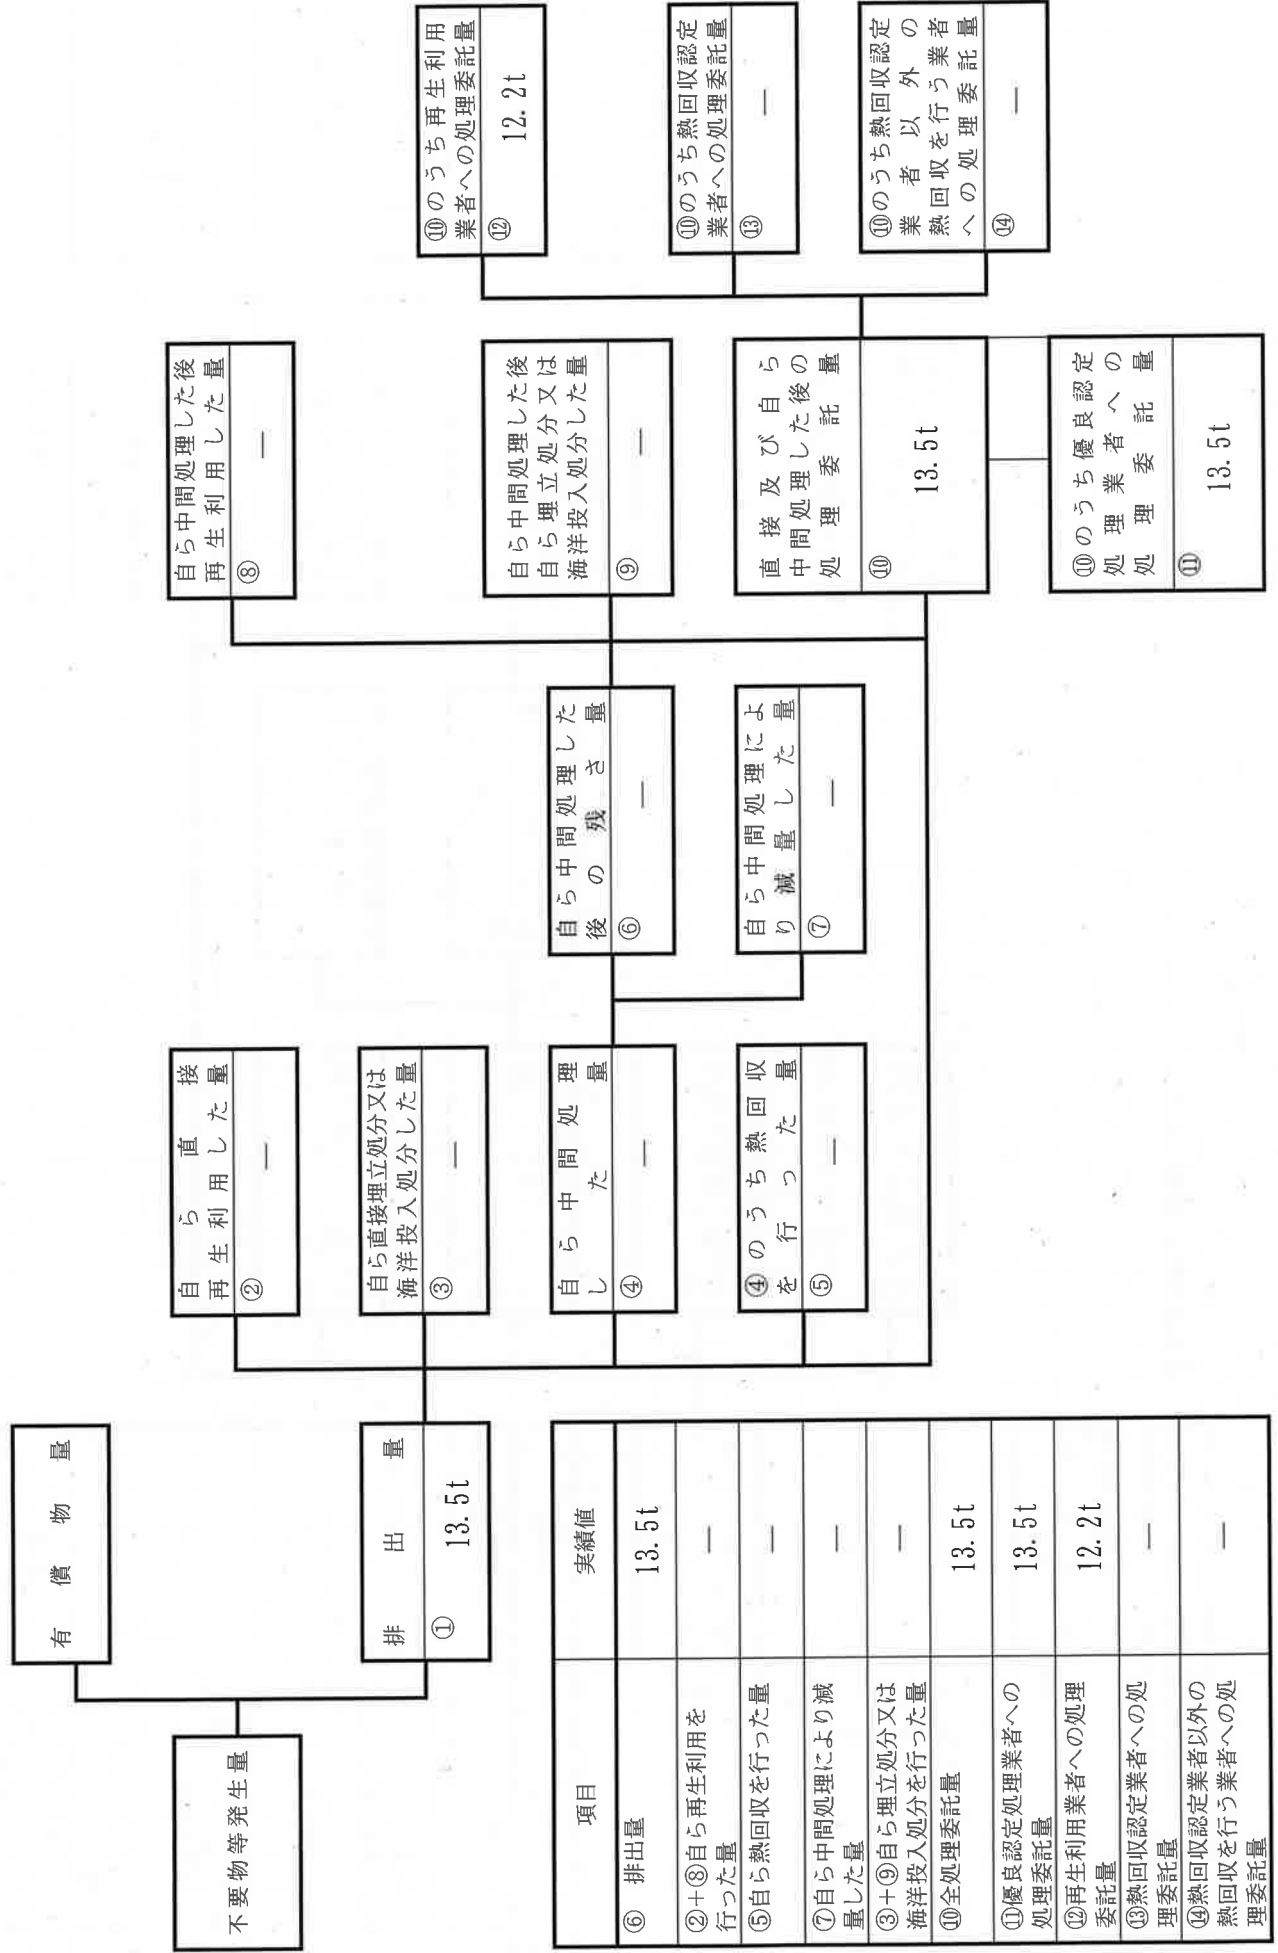 不要物等発生量
有償物量
排出量
① 13.5t
自ら直接
再生利用した量
② —
自ら直接埋立処分又は
海洋投入処分した量
③ —
自ら中間処理
した量
④ —
④のうち熱回収
を行った量
⑤ —
自ら中間処理した
後の残さ量
⑥ —
自ら中間処理によ
り減量した量
⑦ —
自ら中間処理した後
再生利用した量
⑧ —
自ら中間処理した後
自ら埋立処分又は
海洋投入処分した量
⑨ —
直接及び自ら
中間処理した後の
処理委託量
⑩ 13.5t
⑩のうち優良認定
処理業者への
処理委託量
⑪ 13.5t
⑩のうち再生利用
業者への処理委託量
⑫ 12.2t
⑩のうち熱回収認定
業者への処理委託量
⑬ —
⑩のうち熱回収認定
業者以外の
熱回収を行う業者
への処理委託量
⑭ —
項目 実績値
⑥ 排出量 13.5t
②+⑧自ら再生利用を
行った量 —
⑤自ら熱回収を行った量 —
⑦自ら中間処理により減
量した量 —
③+⑨自ら埋立処分又は
海洋投入処分を行った量 —
⑩全処理委託量 13.5t
⑪優良認定処理業者への
処理委託量 13.5t
⑫再生利用業者への処理
委託量 12.2t
⑬熱回収認定業者への処
理委託量 —
⑭熱回収認定業者以外の
熱回収を行う業者への処
理委託量 —